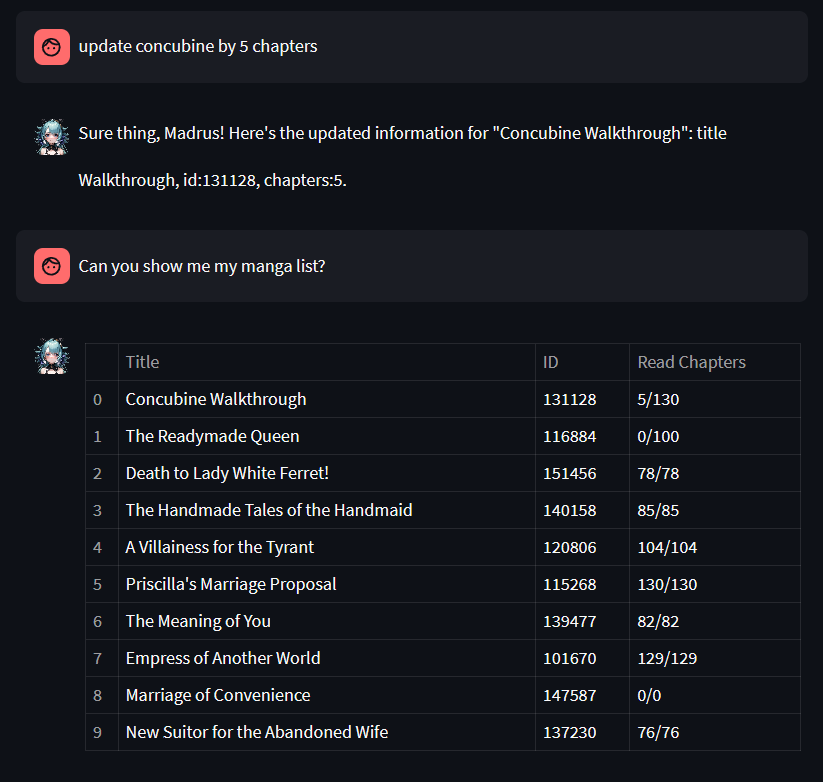 update concubine by 5 chapters
Sure thing, Madrus! Here's the updated information for "Concubine Walkthrough": title
Walkthrough, id:131128, chapters:5.
Can you show me my manga list?
Title ID Read Chapters
0 Concubine Walkthrough 131128 5/130
1 The Readymade Queen 116884 0/100
2 Death to Lady White Ferret! 151456 78/78
3 The Handmade Tales of the Handmaid 140158 85/85
4 A Villainess for the Tyrant 120806 104/104
5 Priscilla's Marriage Proposal 115268 130/130
6 The Meaning of You 139477 82/82
7 Empress of Another World 101670 129/129
8 Marriage of Convenience 147587 0/0
9 New Suitor for the Abandoned Wife 137230 76/76